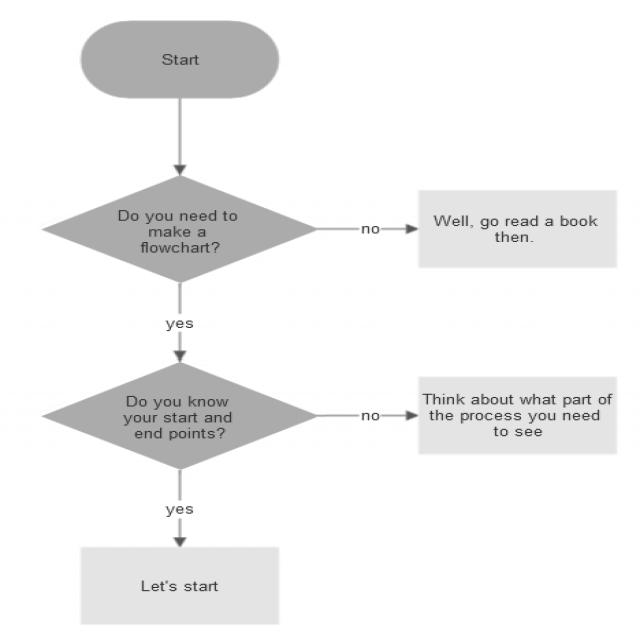 Start
Do you need to
make a
flowchart?
no
Well, go read a book
then.
yes
Do you know
your start and
end points?
no
Think about what part of
the process you need
to see
yes
Let's start